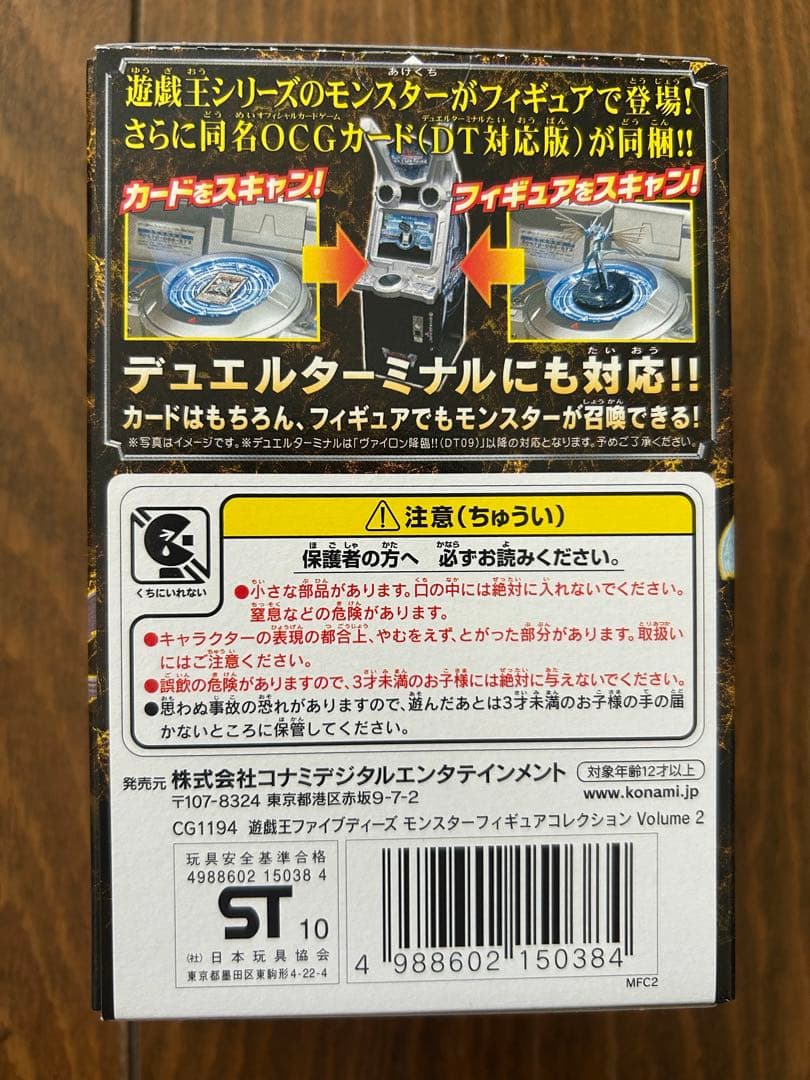 あけくち
遊戯王シリーズのモンスターがフィギュアで登場!
さらに同名OCGカード(DT対応版)が同梱!!
カードをスキャン!
フィギュアをスキャン!
デュエルターミナルにも対応!!
カードはもちろん、フィギュアでもモンスターが召喚できる!
※写真はイメージです。※デュエルターミナルは「ヴァイロン降臨!!(DT09)」以降の対応となります。予めご了承ください。
くちにいれない
注意(ちゅうい)
保護者の方へ 必ずお読みください。
●小さな部品があります。口の中には絶対に入れないでください。
窒息などの危険があります。
●キャラクターの表現の都合上、やむをえず、とがった部分があります。取扱い
にはご注意ください。
●誤飲の危険がありますので、3才未満のお子様には絶対に与えないでください。
●思わぬ事故の恐れがありますので、遊んだあとは3才未満のお子様の手の届
かないところに保管してください。
発売元 株式会社コナミデジタルエンタテインメント
〒107-8324 東京都港区赤坂9-7-2
対象年齢12才以上
www.konami.jp
CG1194 遊戯王ファイブディーズ モンスターフィギュアコレクション Volume 2
玩具安全基準合格
4988602 15038 4
ST 10
(社)日本玩具協会
東京都墨田区東駒形4-22-4
4 988602 150384
MFC2